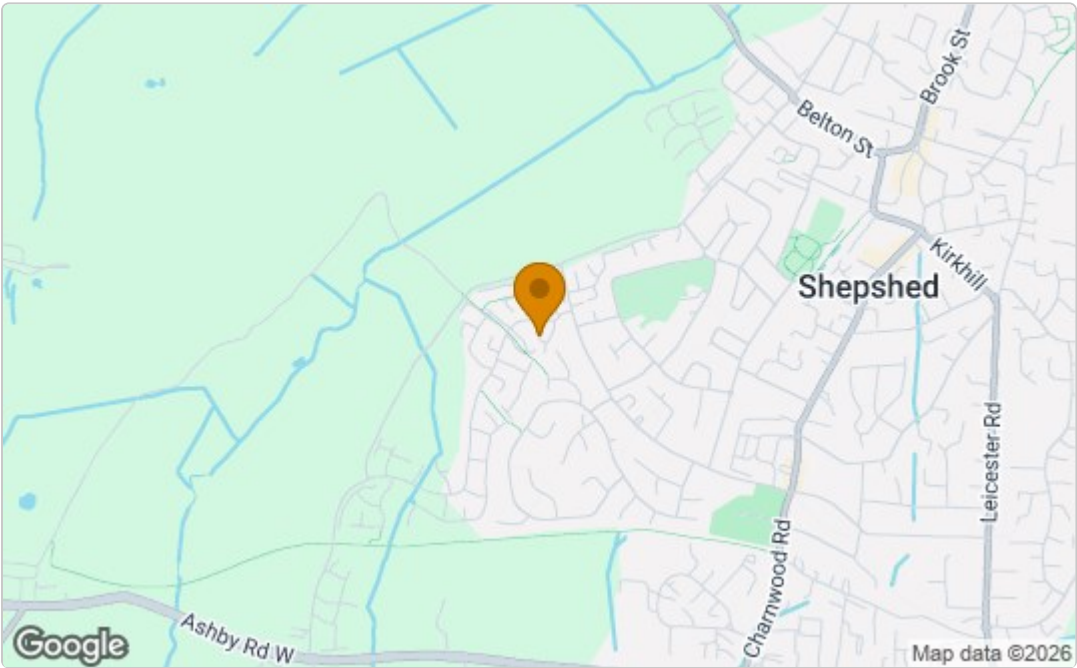 Brook St
Belton St
Kirkhill
Shepshed
Leicester Rd
Charnwood Rd
Ashby Rd W
Google
Map data ©2026